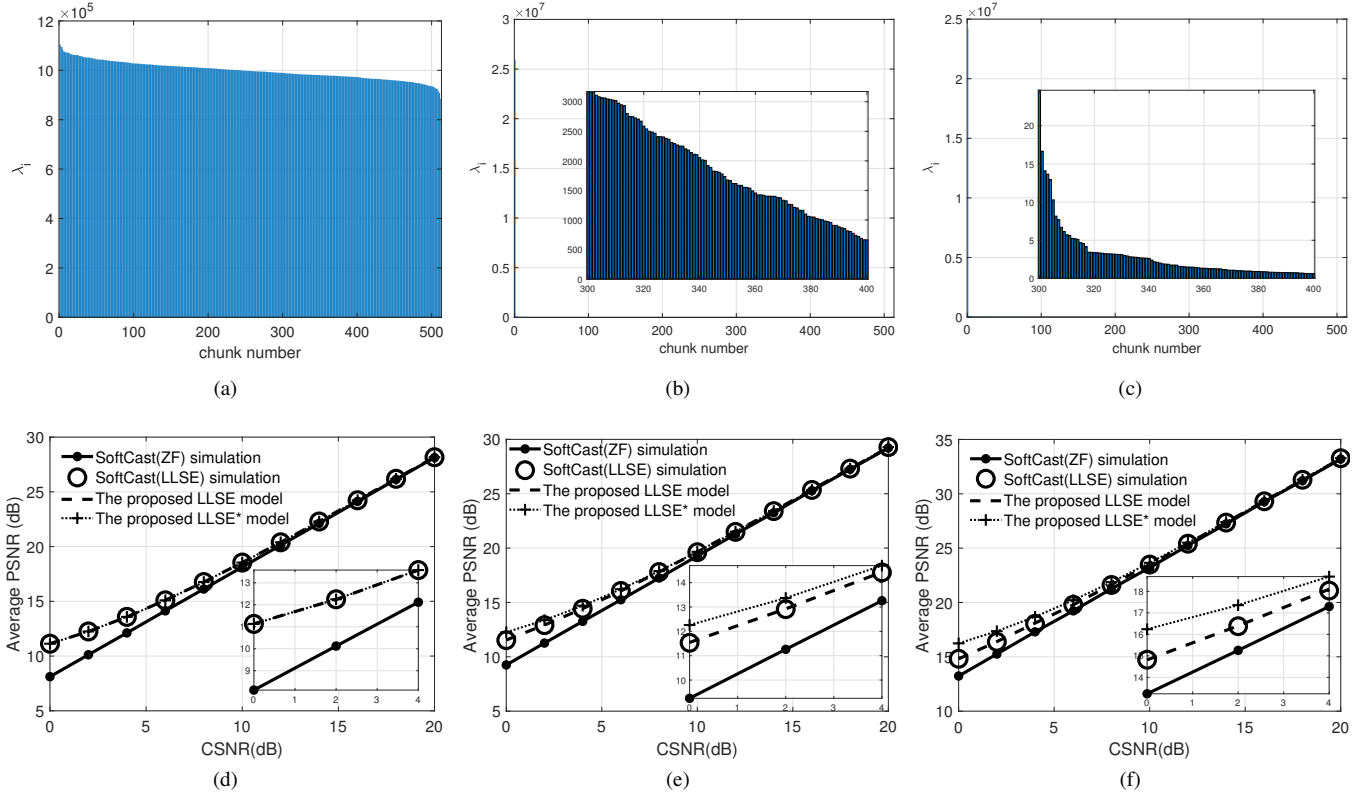 ×10⁵
12
10
8
6
4
2
0
λi
0 100 200 300 400 500
chunk number
(a)
×10⁷
3
2.5
2
1.5
1
0.5
0
λi
3000
2500
2000
1500
1000
500
0
300 320 340 360 380 400
0 100 200 300 400 500
chunk number
(b)
×10⁷
2.5
2
1.5
1
0.5
0
λi
20
15
10
5
0
300 320 340 360 380 400
0 100 200 300 400 500
chunk number
(c)
30
25
20
15
10
5
Average PSNR (dB)
SoftCast(ZF) simulation
SoftCast(LLSE) simulation
The proposed LLSE model
The proposed LLSE* model
13
12
11
10
9
0 1 2 3 4
0 5 10 15 20
CSNR(dB)
(d)
30
25
20
15
10
5
Average PSNR (dB)
SoftCast(ZF) simulation
SoftCast(LLSE) simulation
The proposed LLSE model
The proposed LLSE* model
14
13
12
11
10
0 1 2 3 4
0 5 10 15 20
CSNR(dB)
(e)
35
30
25
20
15
10
Average PSNR (dB)
SoftCast(ZF) simulation
SoftCast(LLSE) simulation
The proposed LLSE model
The proposed LLSE* model
18
17
16
15
14
0 1 2 3 4
0 5 10 15 20
CSNR(dB)
(f)